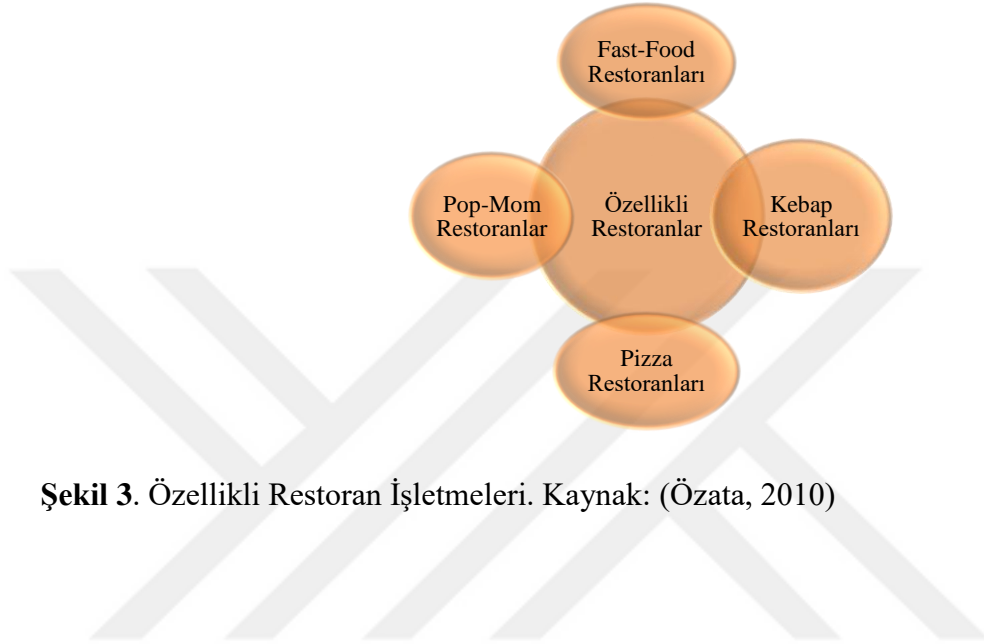 Fast-Food
Restoranları
Pop-Mom
Restoranlar
Özellikli
Restoranlar
Kebap
Restoranları
Pizza
Restoranları
Şekil 3. Özellikli Restoran İşletmeleri. Kaynak: (Özata, 2010)